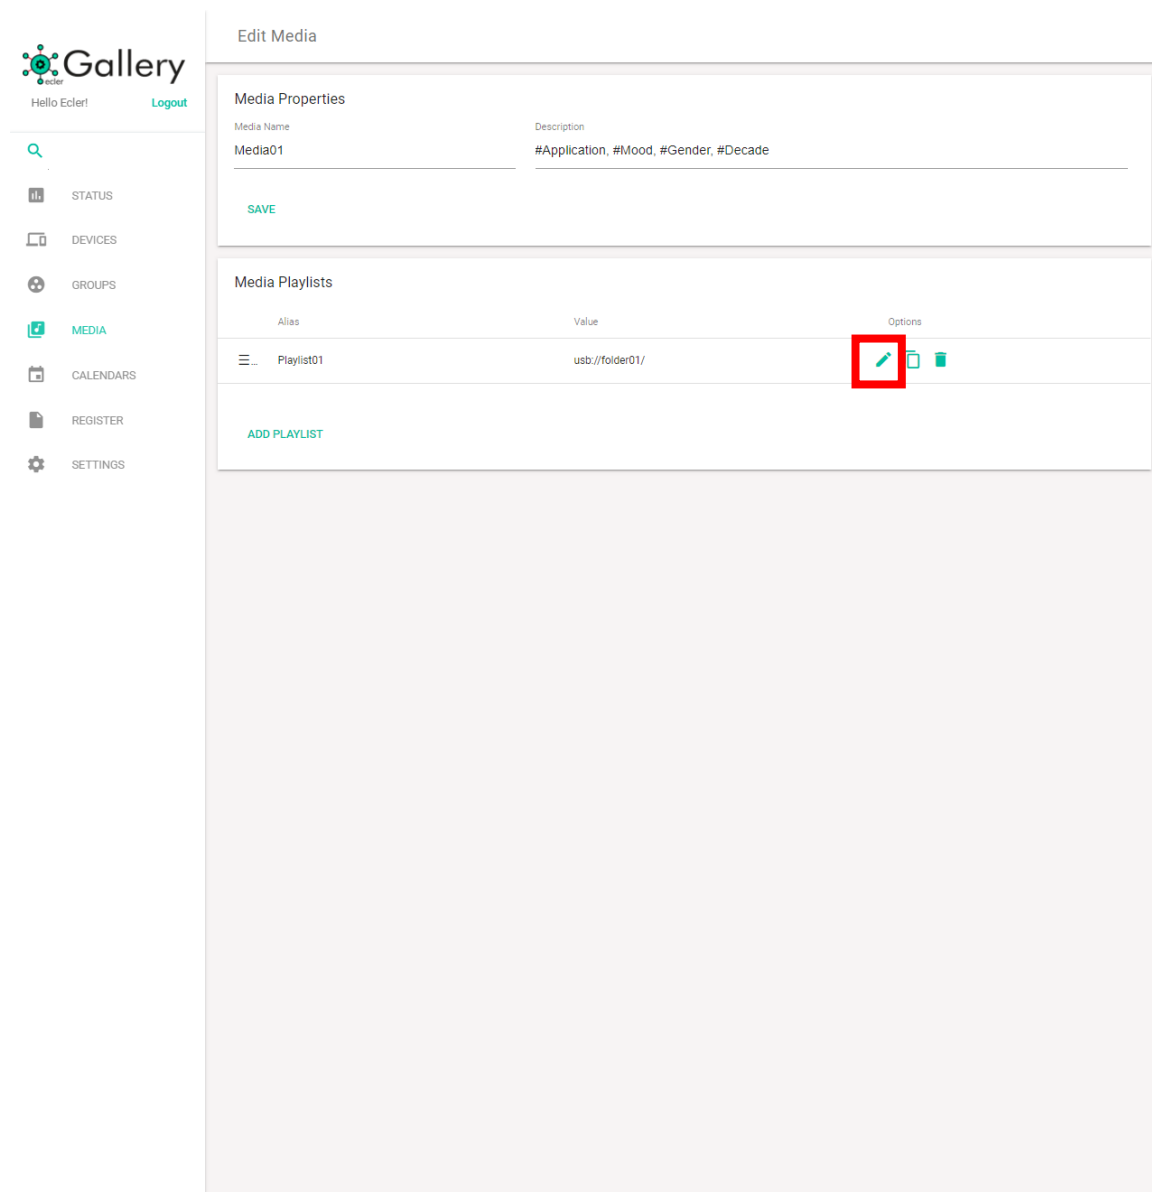 Edit Media
Gallery
ecler
Hello Ecler! Logout
STATUS
DEVICES
GROUPS
MEDIA
CALENDARS
REGISTER
SETTINGS
Media Properties
Media Name Description
Media01 #Application, #Mood, #Gender, #Decade
SAVE
Media Playlists
Alias Value Options
Playlist01 usb://folder01/
ADD PLAYLIST